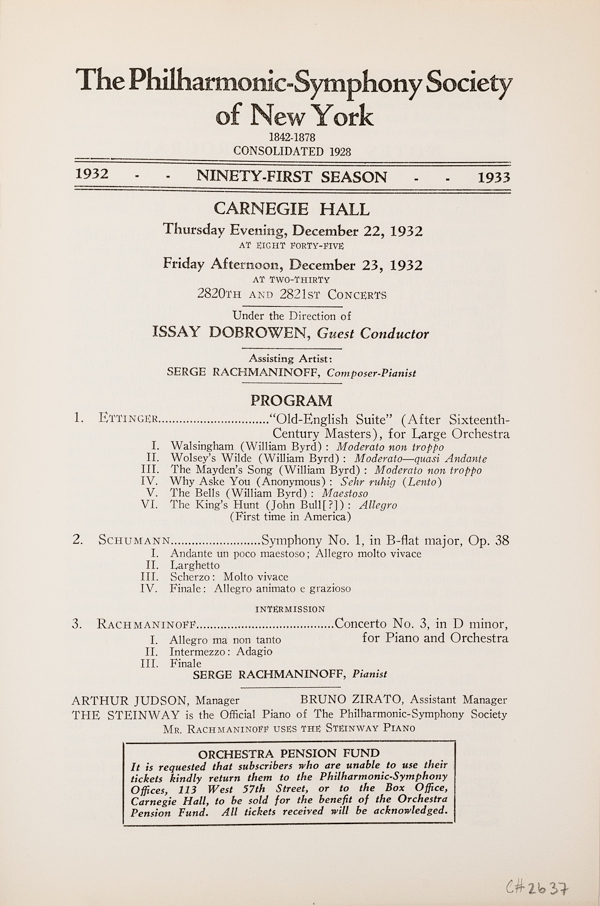 The Philharmonic-Symphony Society
of New York
1842-1878
CONSOLIDATED 1928
1932 - - NINETY-FIRST SEASON - - 1933
CARNEGIE HALL
Thursday Evening, December 22, 1932
AT EIGHT FORTY-FIVE
Friday Afternoon, December 23, 1932
AT TWO-THIRTY
2820TH AND 2821ST CONCERTS
Under the Direction of
ISSAY DOBROWEN, Guest Conductor
Assisting Artist:
SERGE RACHMANINOFF, Composer-Pianist
PROGRAM
1. ETTINGER..............................“Old-English Suite” (After Sixteenth-
Century Masters), for Large Orchestra
I. Walsingham (William Byrd) : Moderato non troppo
II. Wolsey's Wilde (William Byrd) : Moderato—quasi Andante
III. The Mayden's Song (William Byrd) : Moderato non troppo
IV. Why Aske You (Anonymous) : Sehr ruhig (Lento)
V. The Bells (William Byrd) : Maestoso
VI. The King's Hunt (John Bull[?]) : Allegro
(First time in America)
2. SCHUMANN..........................Symphony No. 1, in B-flat major, Op. 38
I. Andante un poco maestoso; Allegro molto vivace
II. Larghetto
III. Scherzo: Molto vivace
IV. Finale: Allegro animato e grazioso
INTERMISSION
3. RACHMANINOFF.......................................Concerto No. 3, in D minor,
for Piano and Orchestra
I. Allegro ma non tanto
II. Intermezzo: Adagio
III. Finale
SERGE RACHMANINOFF, Pianist
ARTHUR JUDSON, Manager BRUNO ZIRATO, Assistant Manager
THE STEINWAY is the Official Piano of The Philharmonic-Symphony Society
MR. RACHMANINOFF USES THE STEINWAY PIANO
ORCHESTRA PENSION FUND
It is requested that subscribers who are unable to use their
tickets kindly return them to the Philharmonic-Symphony
Offices, 113 West 57th Street, or to the Box Office,
Carnegie Hall, to be sold for the benefit of the Orchestra
Pension Fund. All tickets received will be acknowledged.
CH2637